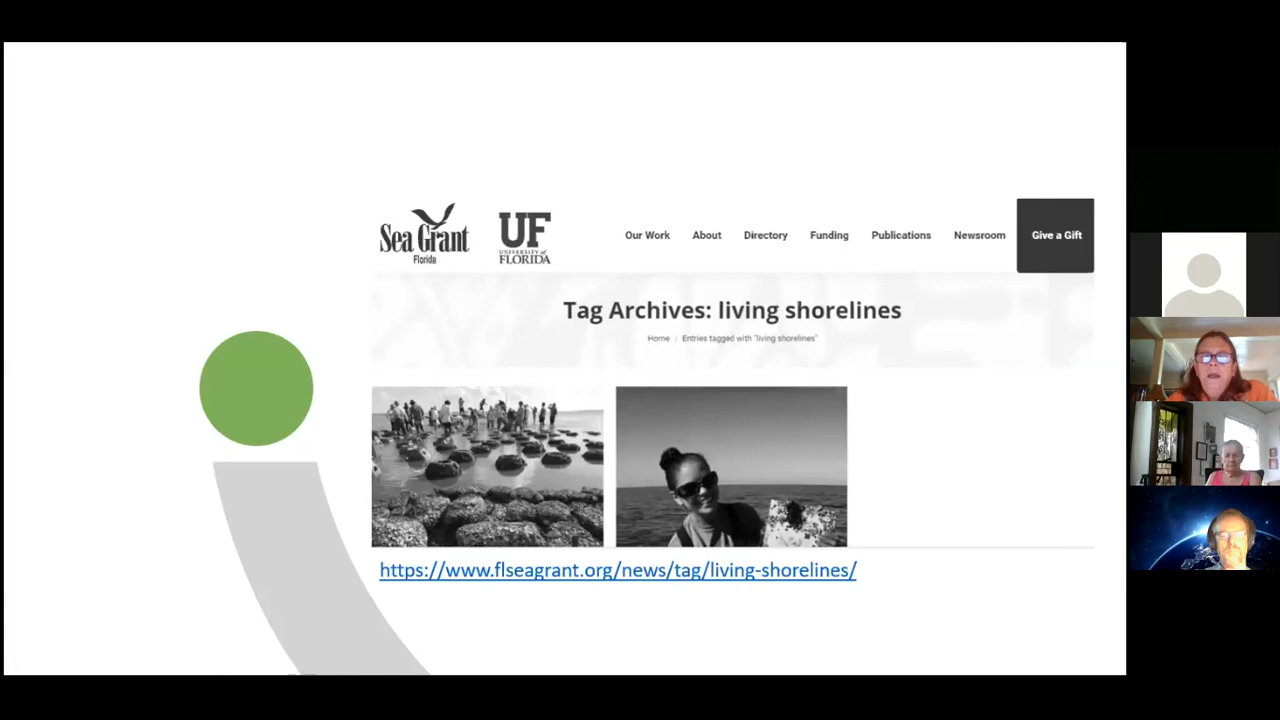 Sea Grant
Florida
UF
UNIVERSITY of
FLORIDA
Our Work About Directory Funding Publications Newsroom Give a Gift
Tag Archives: living shorelines
Home / Entries tagged with "living shorelines"
https://www.flseagrant.org/news/tag/living-shorelines/